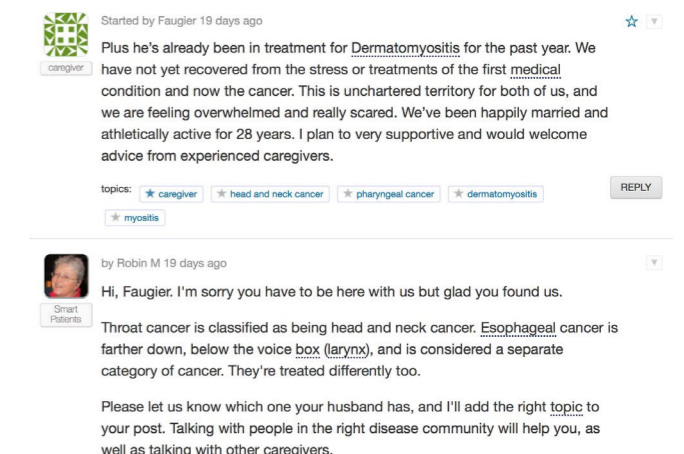 Started by Faugier 19 days ago
Plus he's already been in treatment for Dermatomyositis for the past year. We
caregiver
have not yet recovered from the stress or treatments of the first medical
condition and now the cancer. This is unchartered territory for both of us, and
we are feeling overwhelmed and really scared. We've been happily married and
athletically active for 28 years. I plan to very supportive and would welcome
advice from experienced caregivers.
topics: caregiver head and neck cancer pharyngeal cancer dermatomyositis
REPLY
myositis
by Robin M 19 days ago
Hi, Faugier. I'm sorry you have to be here with us but glad you found us.
Smart
Patients
Throat cancer is classified as being head and neck cancer. Esophageal cancer is
farther down, below the voice box (larynx), and is considered a separate
category of cancer. They're treated differently too.
Please let us know which one your husband has, and I'll add the right topic to
your post. Talking with people in the right disease community will help you, as
well as talking with other caregivers.